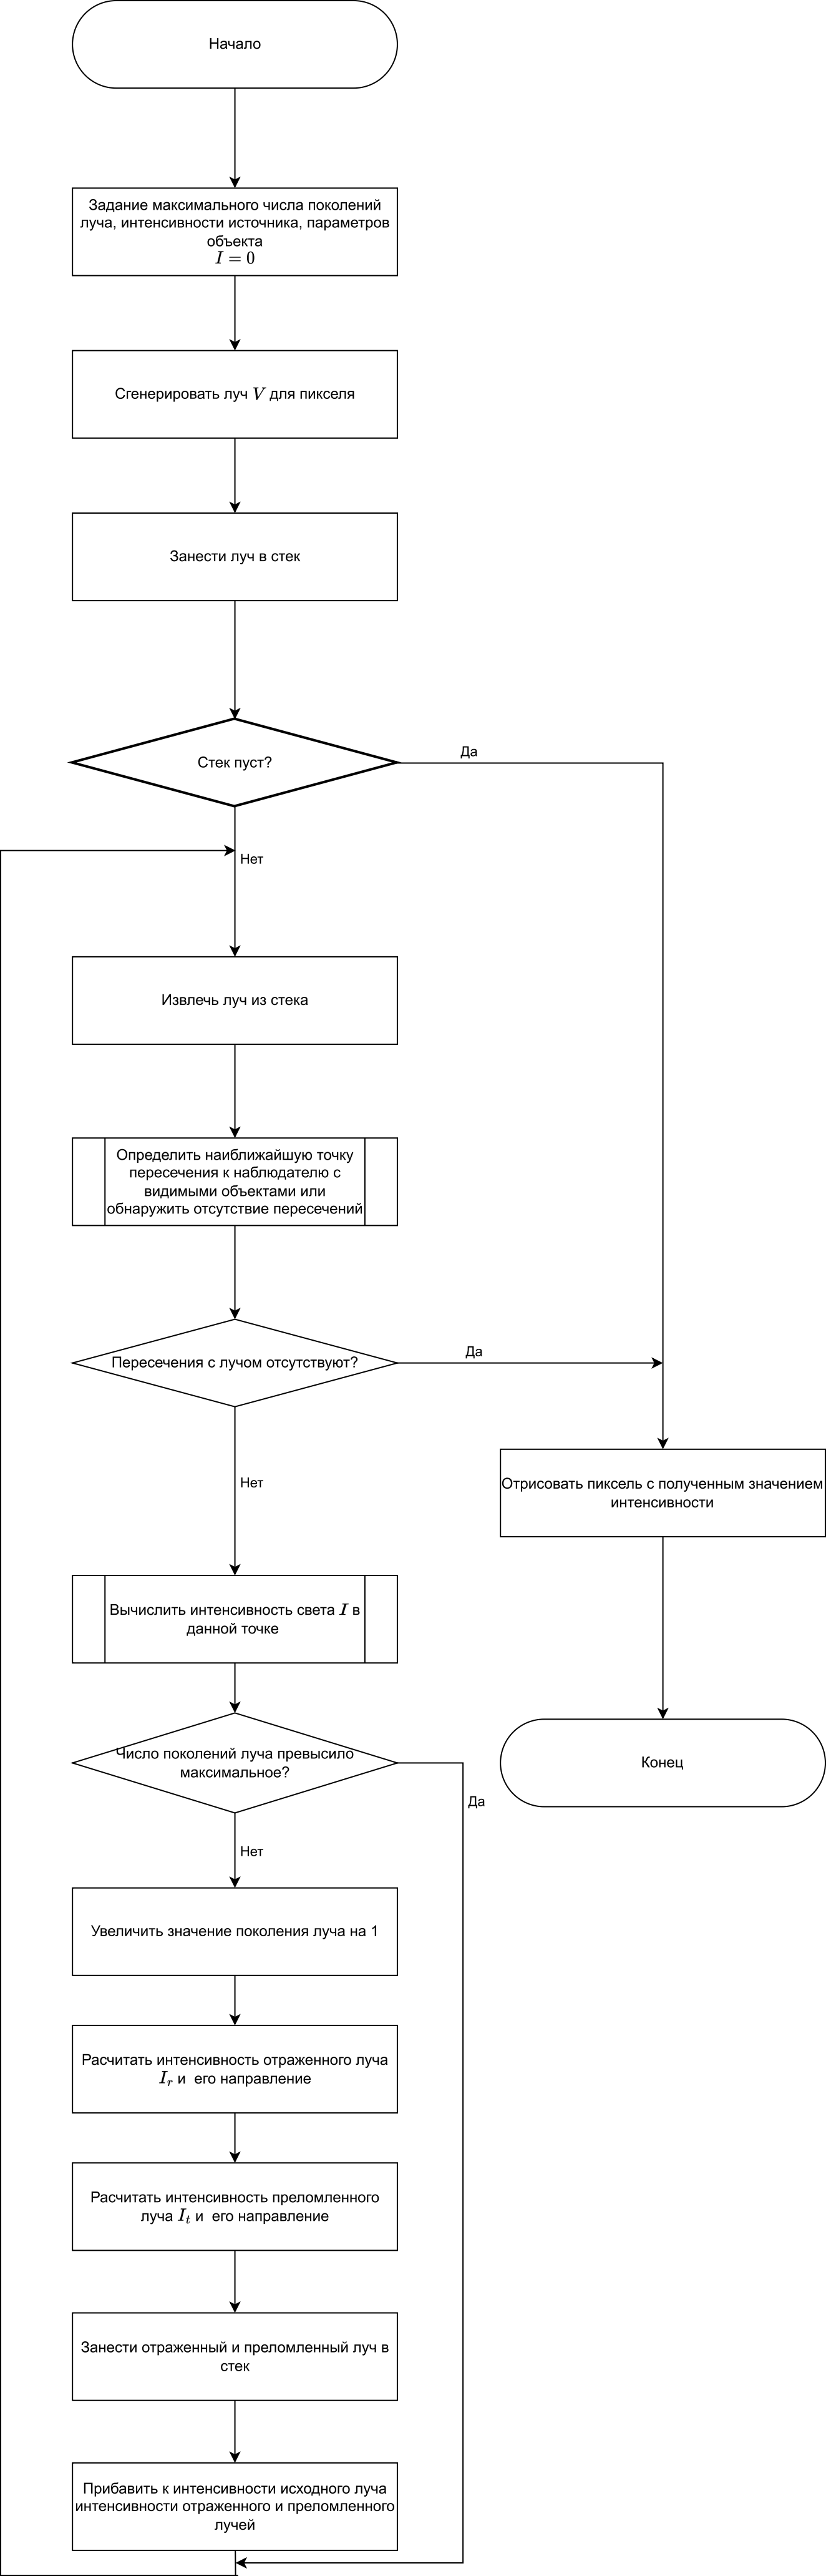 Начало
Задание максимального числа поколений
луча, интенсивности источника, параметров
объекта
I = 0
Сгенерировать луч V для пикселя
Занести луч в стек
Стек пуст?
Да
Нет
Извлечь луч из стека
Определить наиближайшую точку
пересечения к наблюдателю с
видимыми объектами или
обнаружить отсутствие пересечений
Пересечения с лучом отсутствуют?
Да
Нет
Отрисовать пиксель с полученным значением
интенсивности
Вычислить интенсивность света I в
данной точке
Число поколений луча превысило
максимальное?
Конец
Да
Нет
Увеличить значение поколения луча на 1
Расчитать интенсивность отраженного луча
I_r и его направление
Расчитать интенсивность преломленного
луча I_t и его направление
Занести отраженный и преломленный луч в
стек
Прибавить к интенсивности исходного луча
интенсивности отраженного и преломленного
лучей